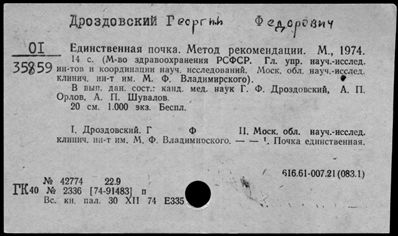 Дроздовский Георгий Федорович
01
35859
Единственная почка. Метод рекомендации. М., 1974.
14 с. (М-во здравоохранения РСФСР. Гл. упр. науч.-исслед.
ин-тов и координации науч. исследований. Моск. обл. науч.-исслед.
клинич. ин-т им. М. Ф. Владимирского).
В вып. дан. сост.: канд. мед. наук Г. Ф. Дроздовский, А. П.
Орлов, А. П. Шувалов.
20 см. 1.000 экз. Беспл.
I. Дроздовский. Г Ф II. Моск. обл. науч.-исслед.
клинич. ин-т им. М. Ф. Владимирского. — — 1. Почка единственная.
616.61-007.21 (083.1)
№ 42774 22.9
ГК40 № 2336 [74-91483] п
Вс. кн. пал. 30 XII 74 Е335